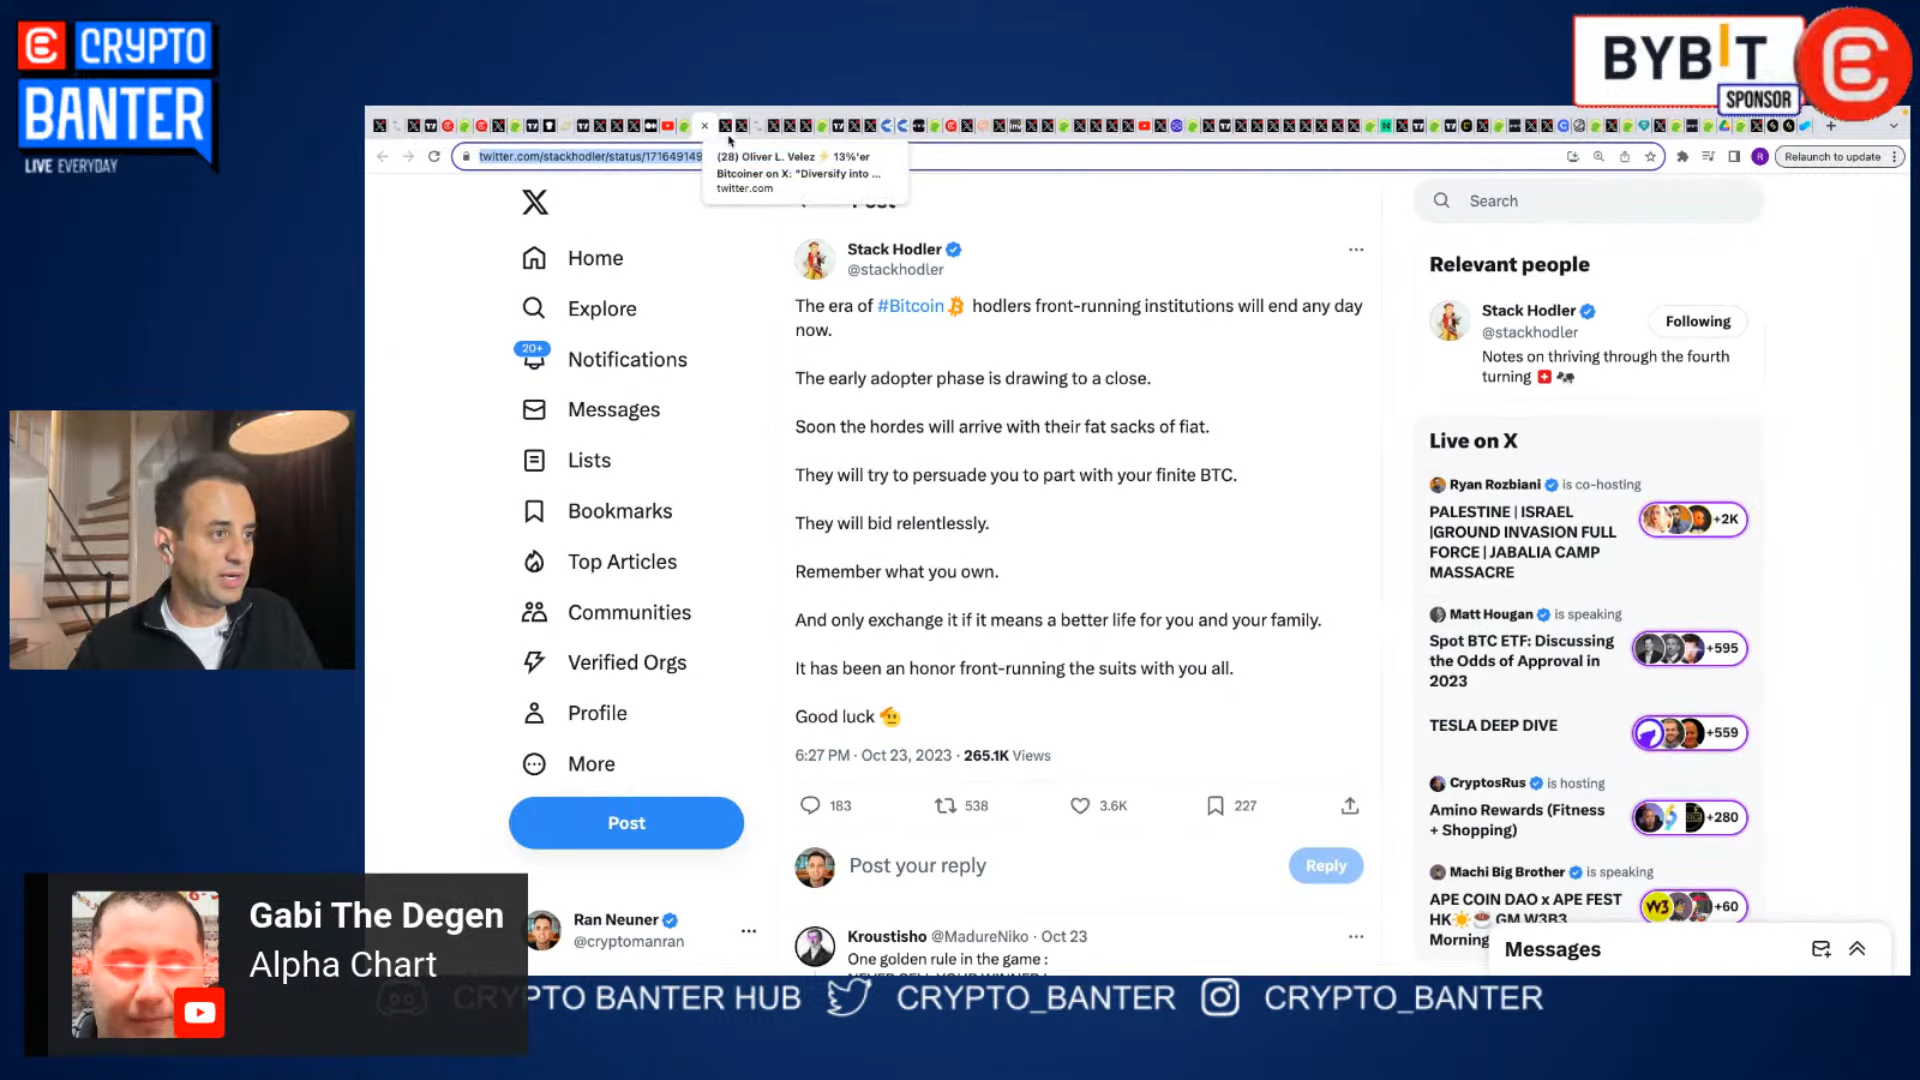 CRYPTO
BANTER
LIVE EVERYDAY
BYBIT
SPONSOR
twitter.com/stackhodler/status/171649149
Relaunch to update
(28) Oliver L. Velez ⚡ 13%'er
Bitcoiner on X: "Diversify into ...
twitter.com
Post
Search
Home
Explore
20+
Notifications
Messages
Lists
Bookmarks
Top Articles
Communities
Verified Orgs
Profile
More
Post
Ran Neuner
@cryptomanran
Stack Hodler
@stackhodler
The era of #Bitcoin hodlers front-running institutions will end any day
now.
The early adopter phase is drawing to a close.
Soon the hordes will arrive with their fat sacks of fiat.
They will try to persuade you to part with your finite BTC.
They will bid relentlessly.
Remember what you own.
And only exchange it if it means a better life for you and your family.
It has been an honor front-running the suits with you all.
Good luck 🫡
6:27 PM · Oct 23, 2023 · 265.1K Views
183 538 3.6K 227
Post your reply
Reply
Kroustisho @MadureNiko · Oct 23
One golden rule in the game :
Relevant people
Stack Hodler
@stackhodler
Following
Notes on thriving through the fourth
turning
Live on X
Ryan Rozbiani is co-hosting
PALESTINE | ISRAEL
|GROUND INVASION FULL
FORCE | JABALIA CAMP
MASSACRE
+2K
Matt Hougan is speaking
Spot BTC ETF: Discussing
the Odds of Approval in
2023
+595
TESLA DEEP DIVE
+559
CryptosRus is hosting
Amino Rewards (Fitness
+ Shopping)
+280
Machi Big Brother is speaking
APE COIN DAO x APE FEST
HK☀️☕ GM W3B3
Morning
+60
Messages
Gabi The Degen
Alpha Chart
CRYPTO BANTER HUB CRYPTO_BANTER CRYPTO_BANTER